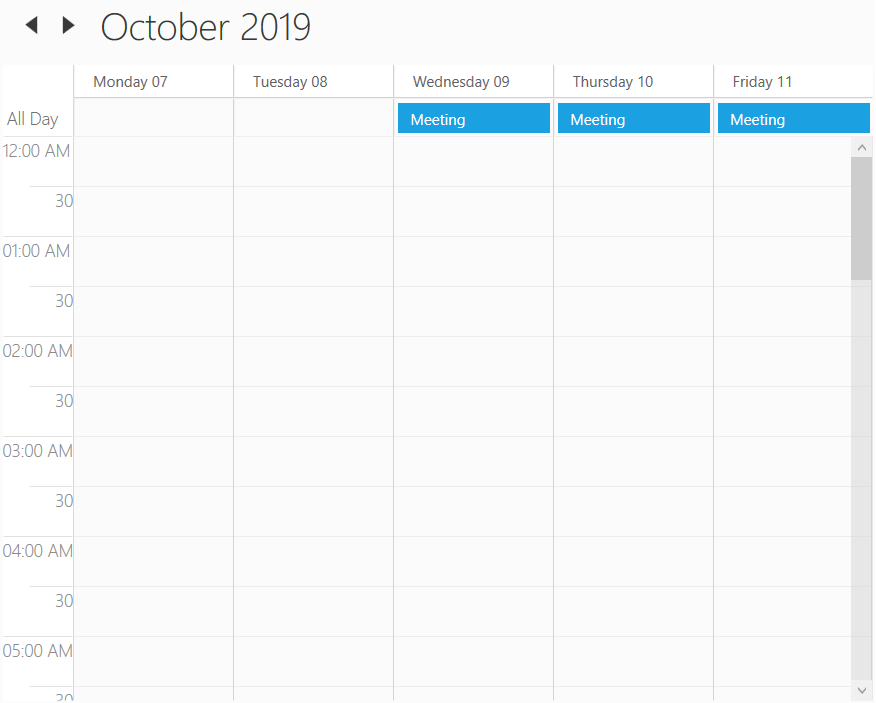 October 2019
Monday 07 Tuesday 08 Wednesday 09 Thursday 10 Friday 11
All Day Meeting Meeting Meeting
12:00 AM
30
01:00 AM
30
02:00 AM
30
03:00 AM
30
04:00 AM
30
05:00 AM
30